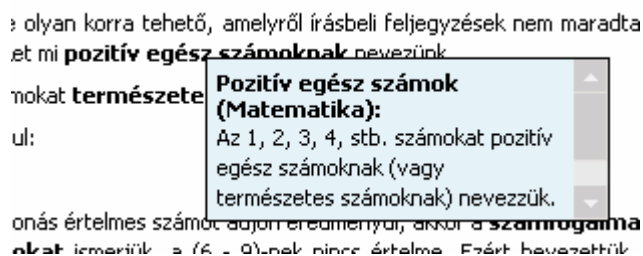 olyan korra tehető, amelyről írásbeli feljegyzések nem maradta
et mi pozitív egész számoknak nevezünk
mokat természete
Pozitív egész számok
(Matematika):
Az 1, 2, 3, 4, stb. számokat pozitív
egész számoknak (vagy
természetes számoknak) nevezzük.
ul:
onás értelmes számot adjon eredményül, akkor a számfogalma
okat ismerjük, a (6 - 9)-nek nincs értelme. Ezért bevezettük